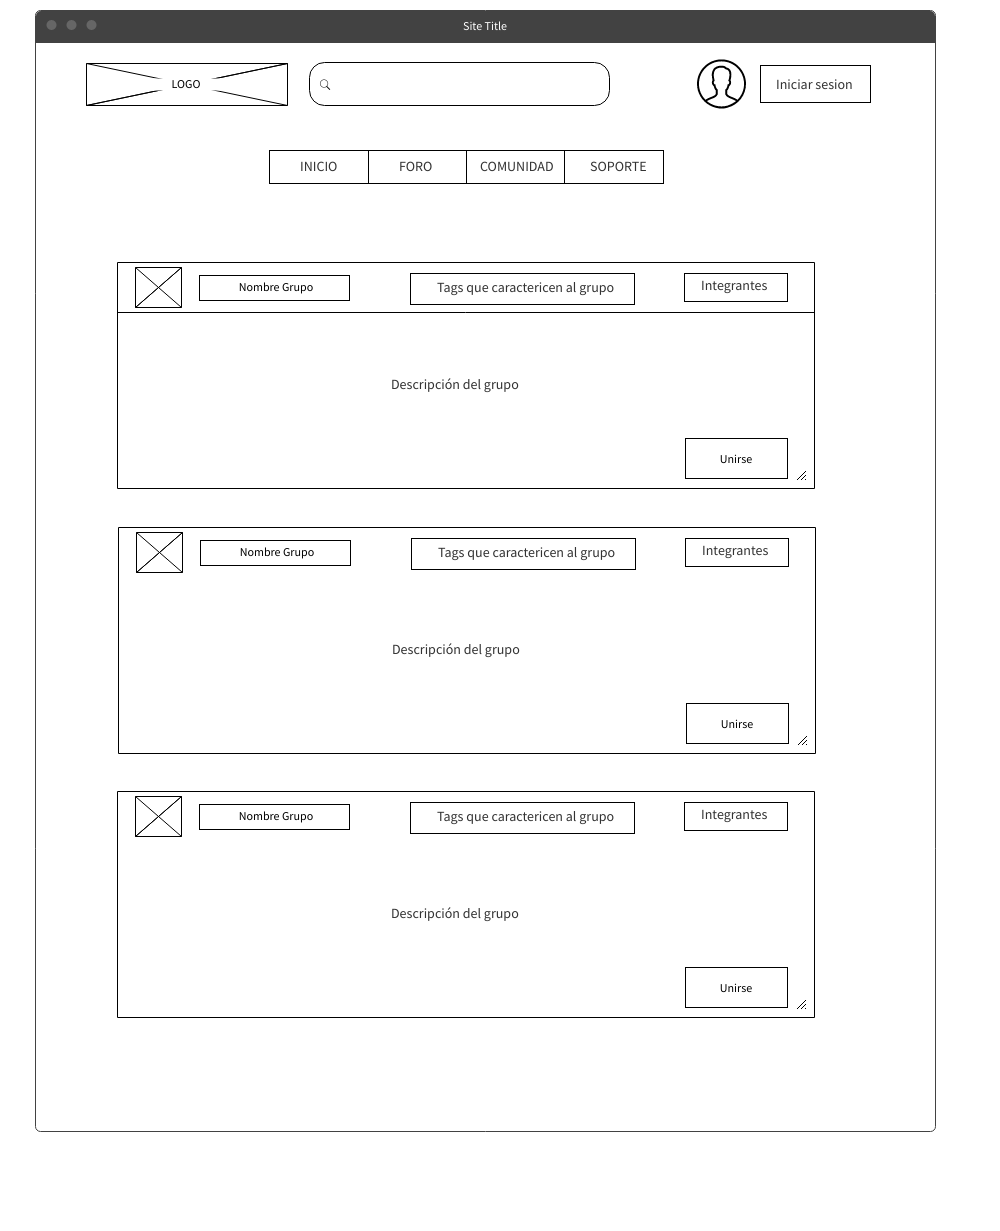 Site Title
LOGO
Iniciar sesion
INICIO
FORO
COMUNIDAD
SOPORTE
Nombre Grupo
Tags que caractericen al grupo
Integrantes
Descripción del grupo
Unirse
Nombre Grupo
Tags que caractericen al grupo
Integrantes
Descripción del grupo
Unirse
Nombre Grupo
Tags que caractericen al grupo
Integrantes
Descripción del grupo
Unirse